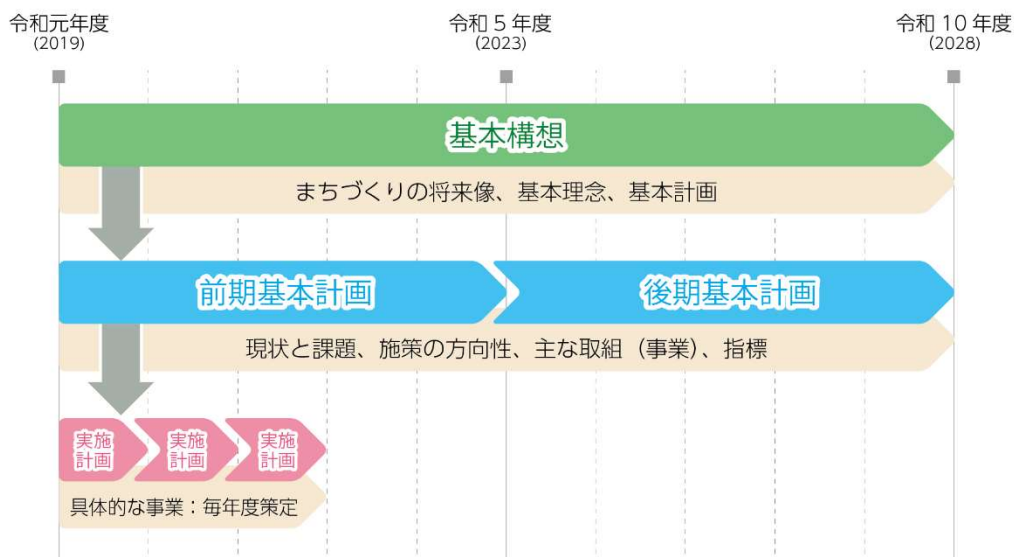 令和元年度
(2019)
令和 5 年度
(2023)
令和 10 年度
(2028)
基本構想
まちづくりの将来像、基本理念、基本計画
前期基本計画
後期基本計画
現状と課題、施策の方向性、主な取組（事業）、指標
実施
計画
実施
計画
実施
計画
具体的な事業：毎年度策定